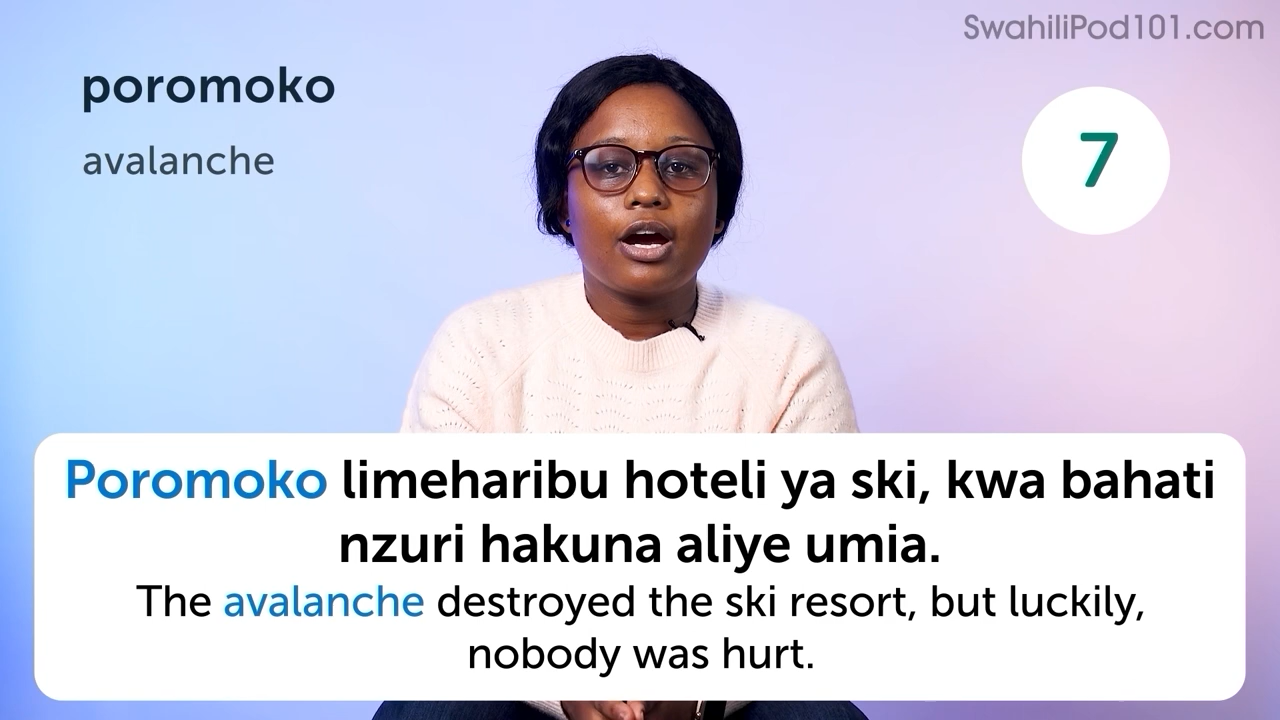 SwahiliPod101.com
poromoko
avalanche
7
Poromoko limeharibu hoteli ya ski, kwa bahati
nzuri hakuna aliye umia.
The avalanche destroyed the ski resort, but luckily,
nobody was hurt.